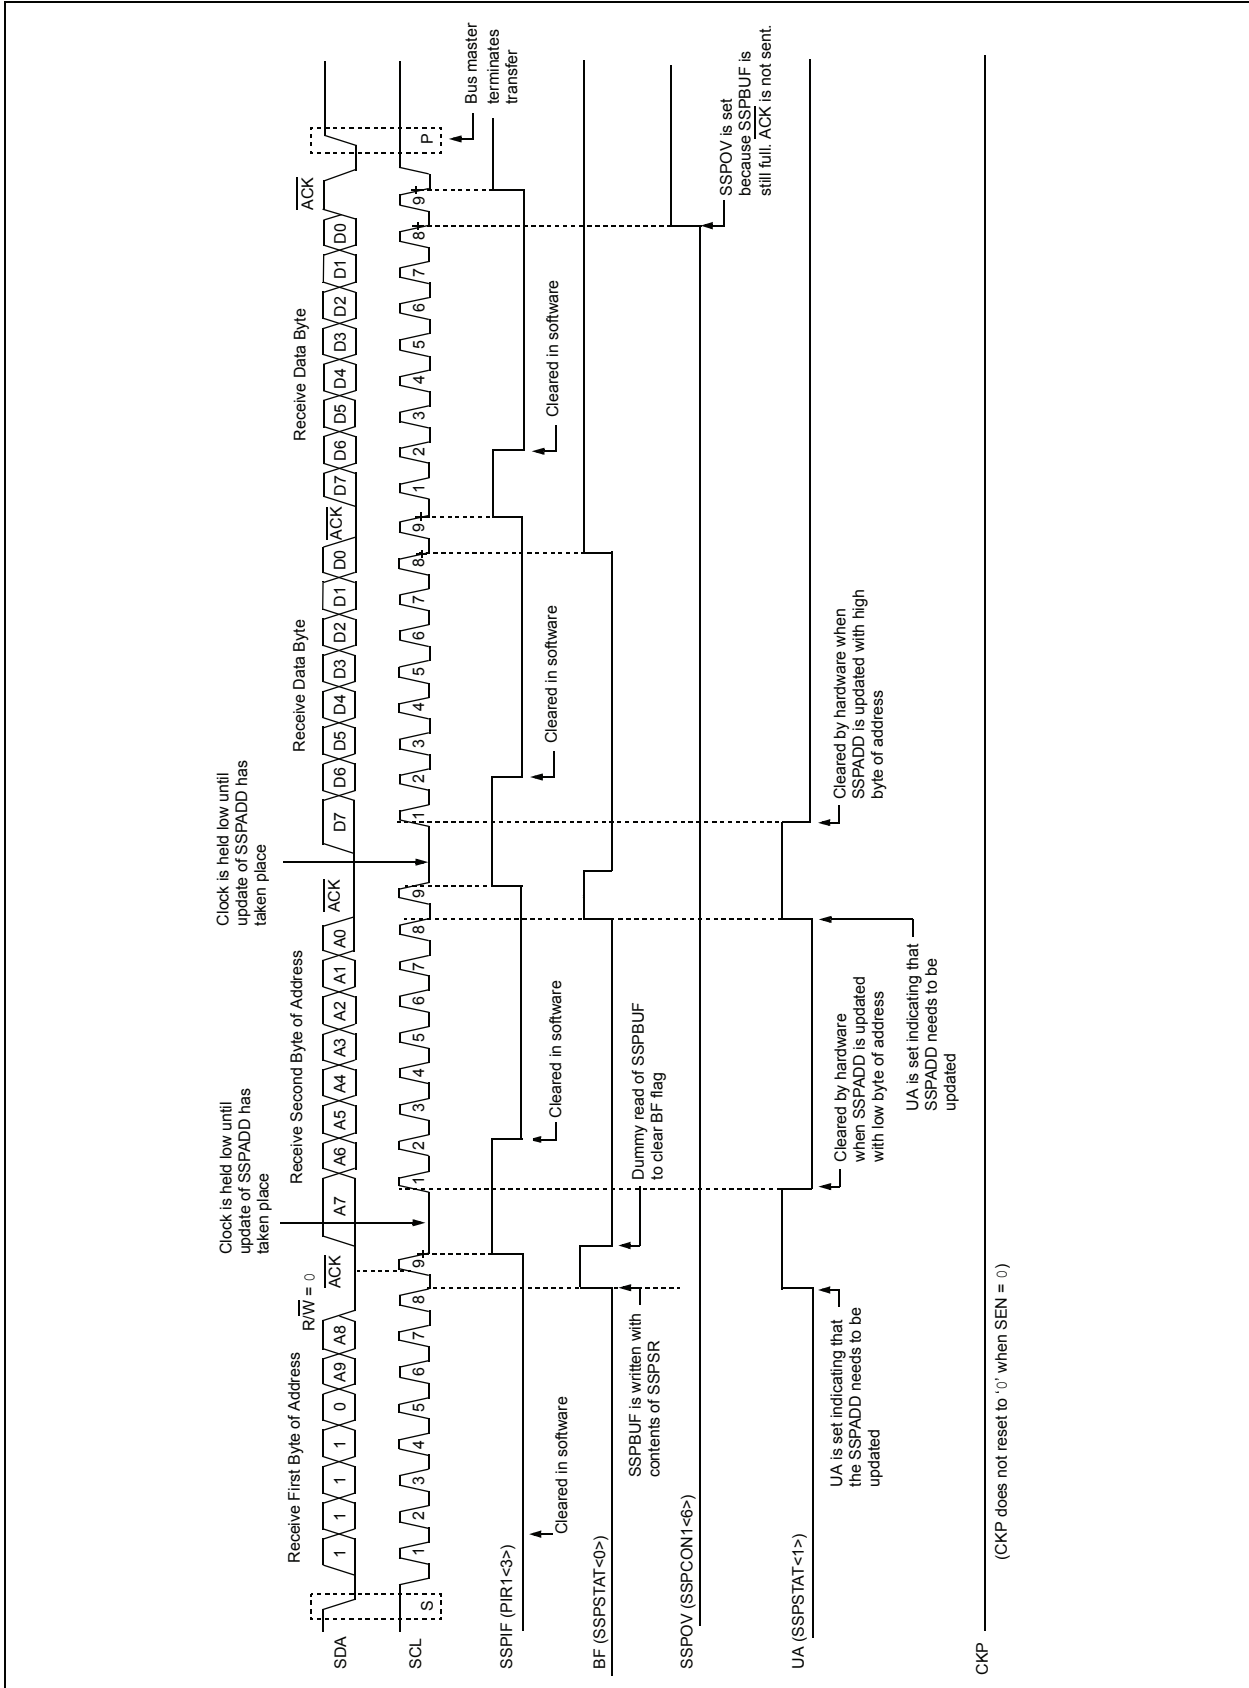 Receive First Byte of Address
R/W = 0
ACK
Clock is held low until
update of SSPADD has
taken place
Receive Second Byte of Address
ACK
Clock is held low until
update of SSPADD has
taken place
Receive Data Byte
ACK
Receive Data Byte
ACK
SDA
1 1 1 1 0 A9 A8
A7 A6 A5 A4 A3 A2 A1 A0
D7 D6 D5 D4 D3 D2 D1 D0
D7 D6 D5 D4 D3 D2 D1 D0
SCL
S
1 2 3 4 5 6 7 8 9
1 2 3 4 5 6 7 8 9
1 2 3 4 5 6 7 8 9
1 2 3 4 5 6 7 8 9
P
Bus master
terminates
transfer
SSPIF (PIR1<3>)
Cleared in software
Cleared in software
Cleared in software
Cleared in software
BF (SSPSTAT<0>)
SSPBUF is written with
contents of SSPSR
Dummy read of SSPBUF
to clear BF flag
SSPOV (SSPCON1<6>)
SSPOV is set
because SSPBUF is
still full. ACK is not sent.
UA (SSPSTAT<1>)
UA is set indicating that
the SSPADD needs to be
updated
Cleared by hardware
when SSPADD is updated
with low byte of address
UA is set indicating that
SSPADD needs to be
updated
Cleared by hardware when
SSPADD is updated with high
byte of address
CKP
(CKP does not reset to ‘0’ when SEN = 0)